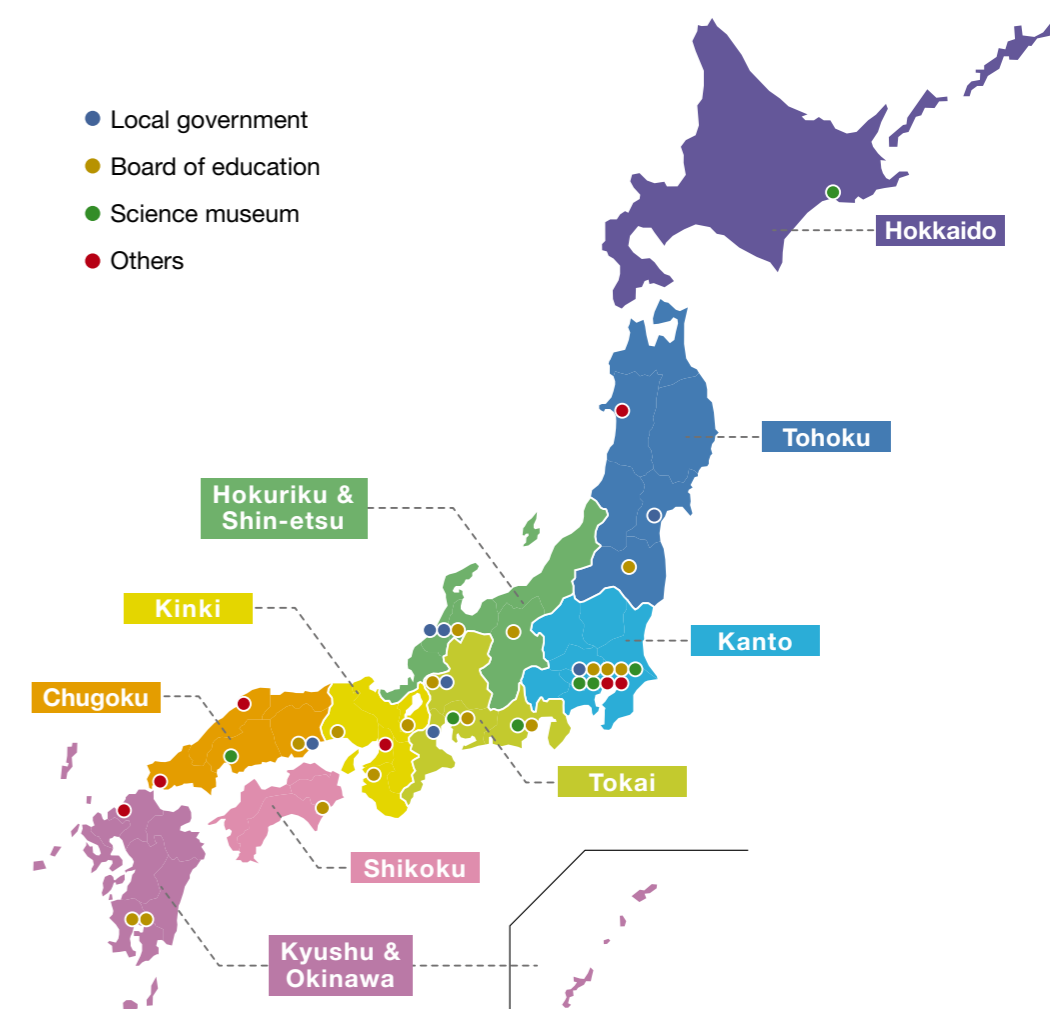 Local government
Board of education
Science museum
Others
Hokkaido
Tohoku
Hokuriku &
Shin-etsu
Kinki
Kanto
Chugoku
Tokai
Shikoku
Kyushu &
Okinawa